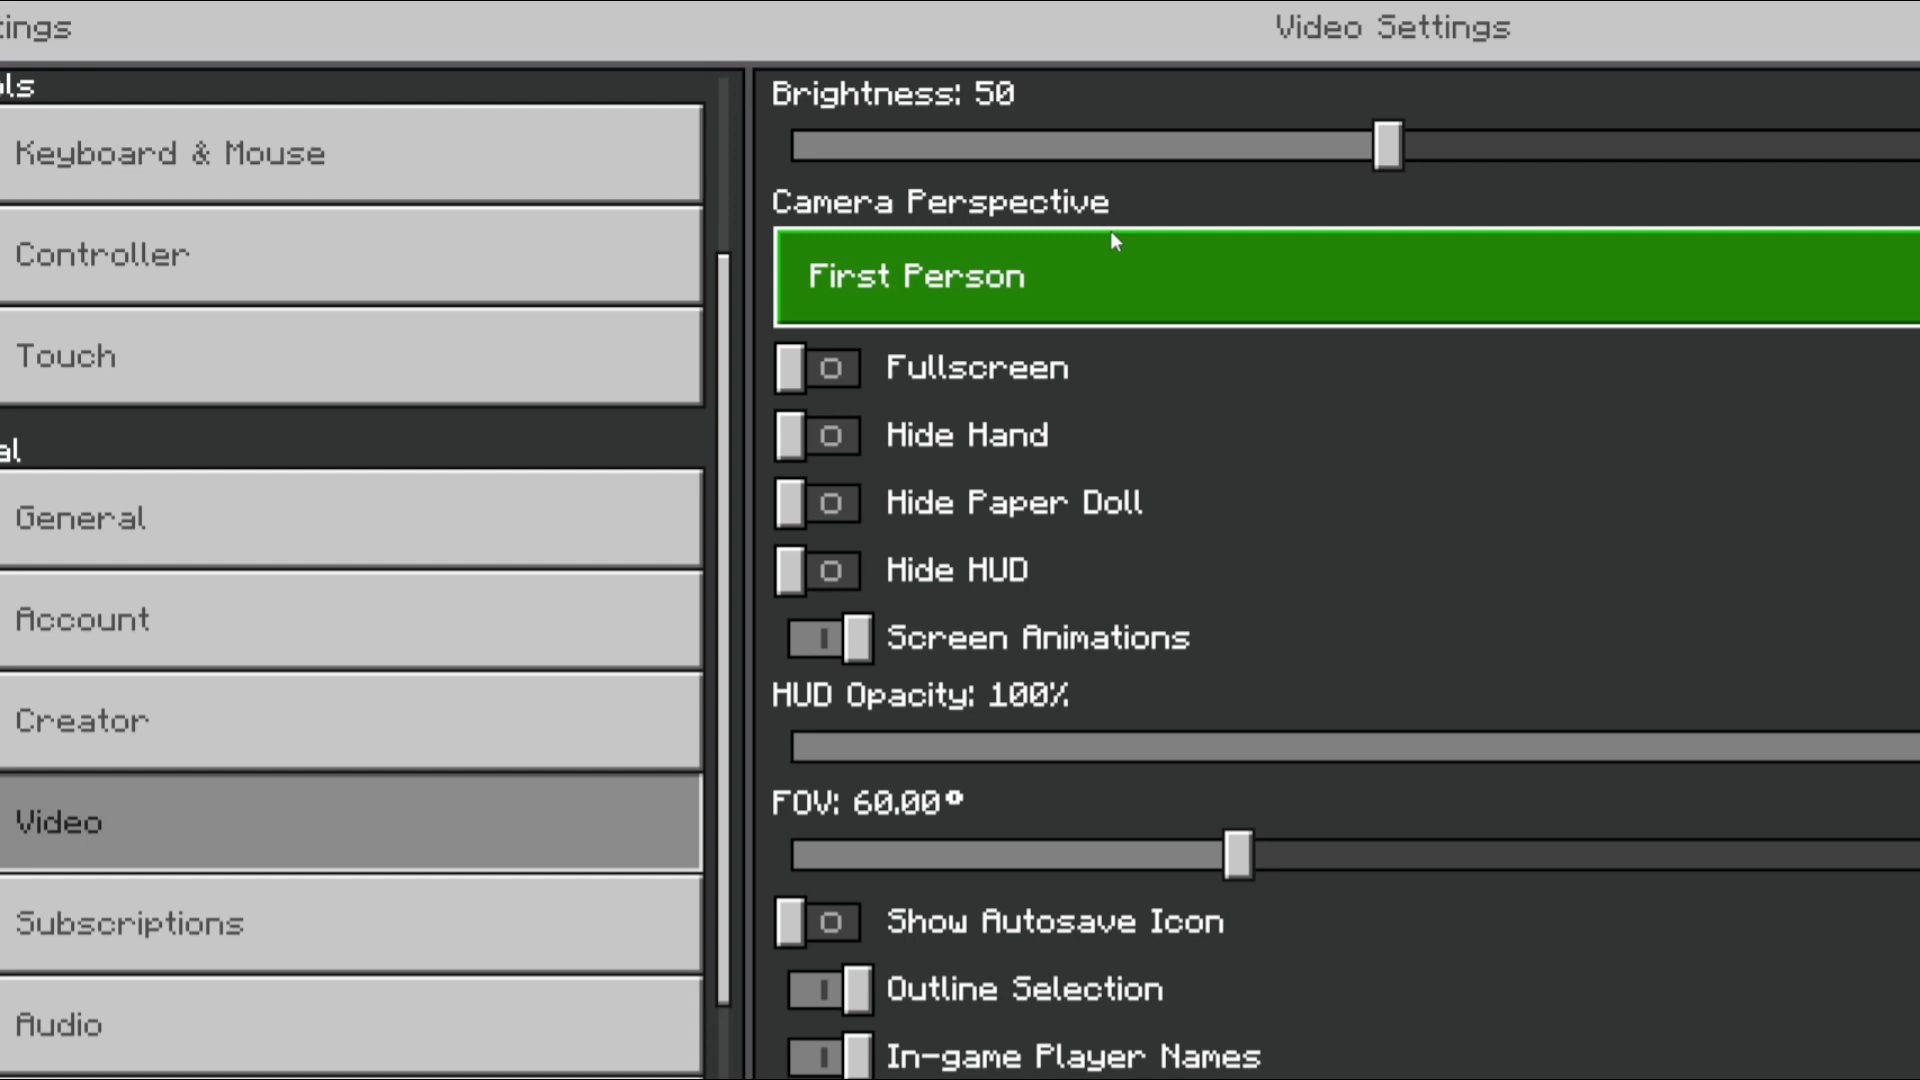 tings
Video Settings
ols
Keyboard & Mouse
Controller
Touch
al
General
Account
Creator
Video
Subscriptions
Audio
Brightness: 50
Camera Perspective
First Person
Fullscreen
Hide Hand
Hide Paper Doll
Hide HUD
Screen Animations
HUD Opacity: 100%
FOV: 60.00°
Show Autosave Icon
Outline Selection
In-game Player Names